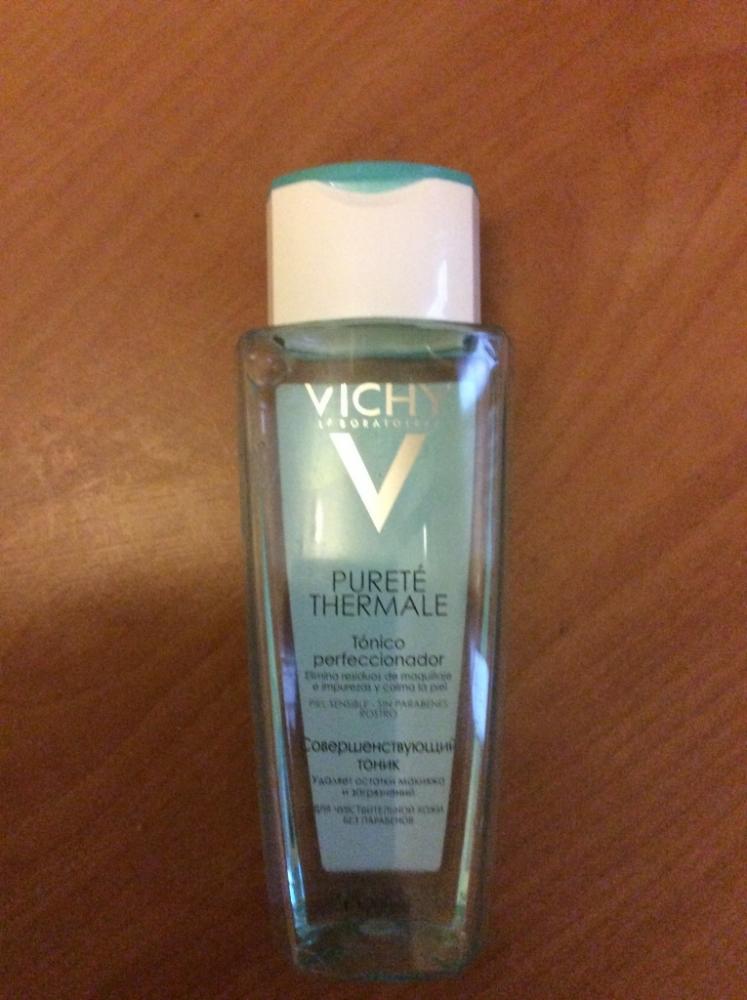 VICHY
LABORATOIRES
V
PURETÉ
THERMALE
Tónico
perfeccionador
Elimina residuos de maquillaje
e impurezas y calma la piel
PIEL SENSIBLE - SIN PARABENES
ROSTRO
Совершенствующий
тоник
Удаляет остатки макияжа
и загрязнений
ДЛЯ ЧУВСТВИТЕЛЬНОЙ КОЖИ
БЕЗ ПАРАБЕНОВ